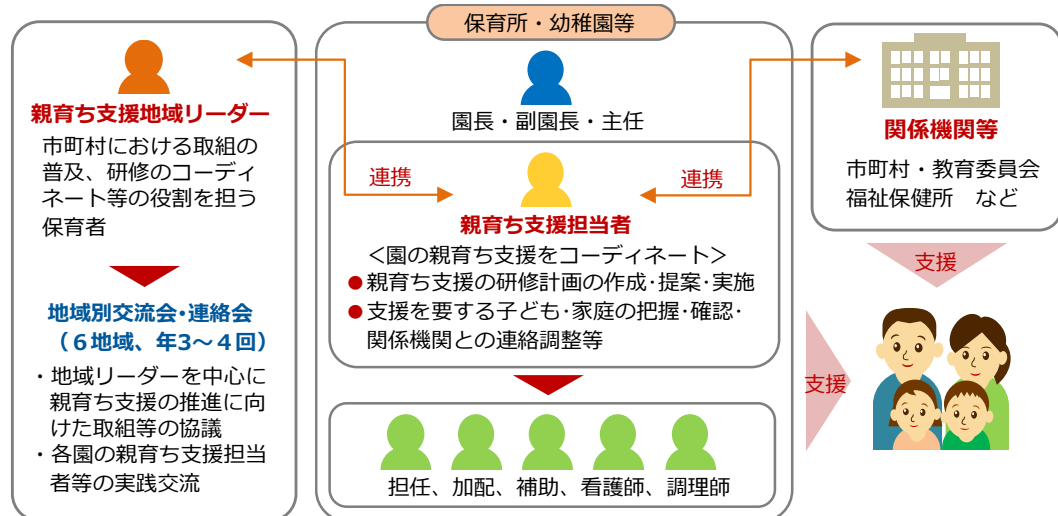 保育所・幼稚園等
親育ち支援地域リーダー
市町村における取組の
普及、研修のコーディ
ネート等の役割を担う
保育者
地域別交流会・連絡会
（６地域、年3～４回）
・地域リーダーを中心に
親育ち支援の推進に向
けた取組等の協議
・各園の親育ち支援担当
者等の実践交流
園長・副園長・主任
連携
連携
親育ち支援担当者
＜園の親育ち支援をコーディネート＞
●親育ち支援の研修計画の作成･提案･実施
●支援を要する子ども･家庭の把握･確認･
関係機関との連絡調整等
担任、加配、補助、看護師、調理師
関係機関等
市町村・教育委員会
福祉保健所　など
支援
支援